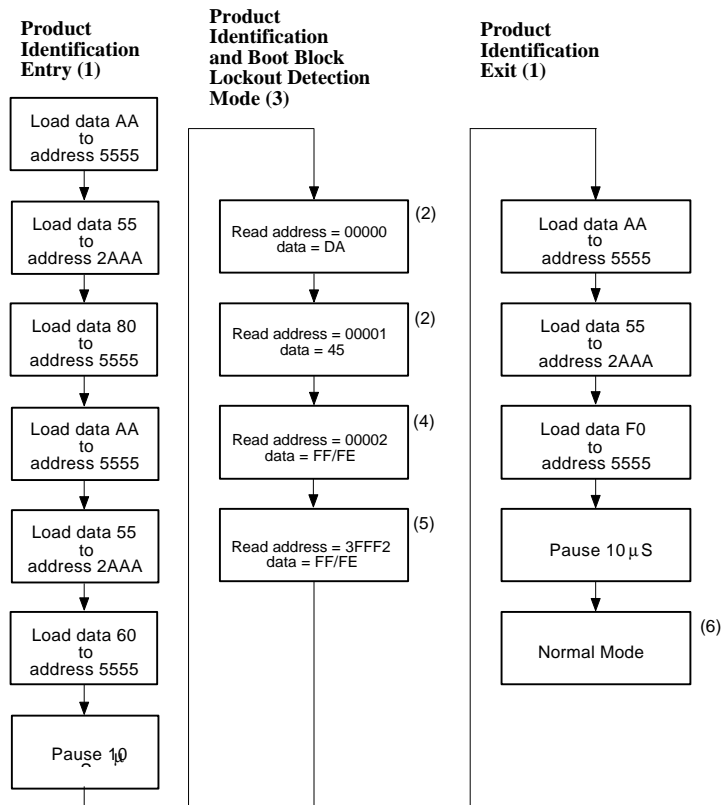 Product
Identification
Entry (1)
Load data AA
to
address 5555
Load data 55
to
address 2AAA
Load data 80
to
address 5555
Load data AA
to
address 5555
Load data 55
to
address 2AAA
Load data 60
to
address 5555
Pause 10
S μ
Product
Identification
and Boot Block
Lockout Detection
Mode (3)
Read address = 00000
data = DA
(2)
Read address = 00001
data = 45
(2)
Read address = 00002
data = FF/FE
(4)
Read address = 3FFF2
data = FF/FE
(5)
Product
Identification
Exit (1)
Load data AA
to
address 5555
Load data 55
to
address 2AAA
Load data F0
to
address 5555
Pause 10 μ S
Normal Mode
(6)